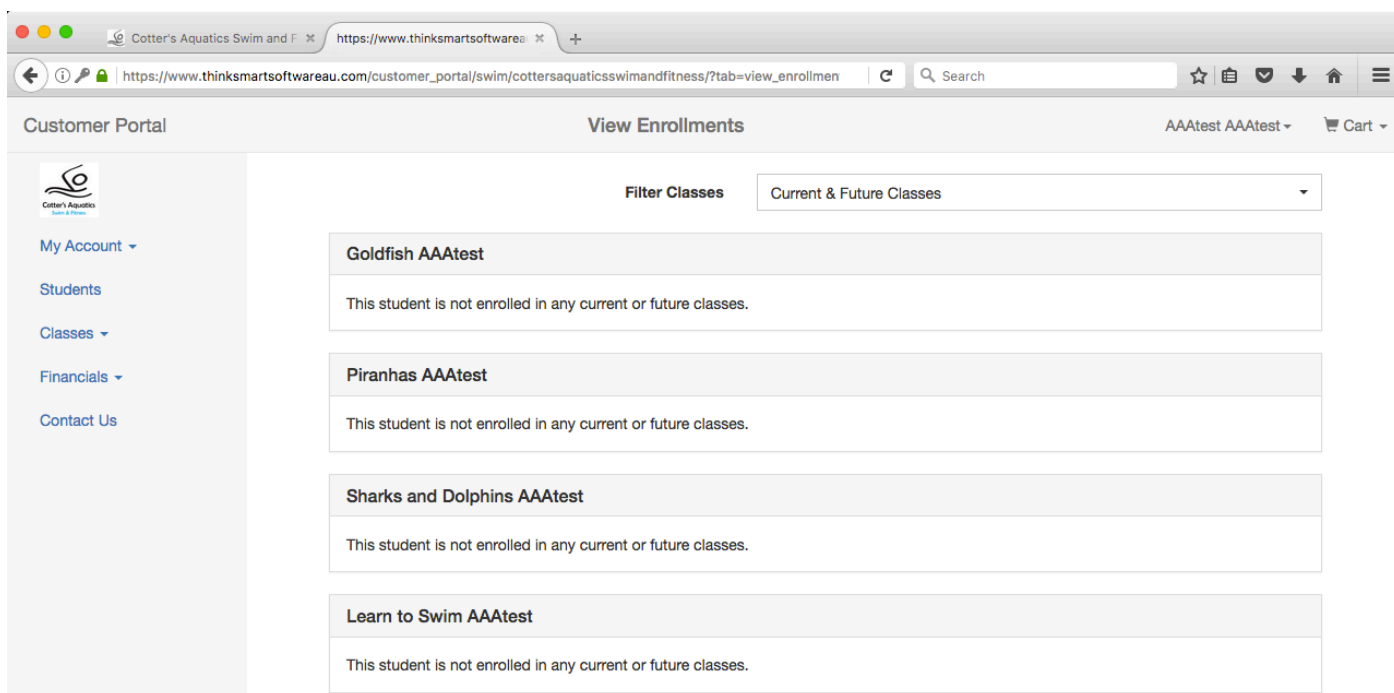 Cotter's Aquatics Swim and F
https://www.thinksmartsoftwarea
https://www.thinksmartsoftwareau.com/customer_portal/swim/cottersaquaticsswimandfitness/?tab=view_enrollmen
Search
Customer Portal
View Enrollments
AAAtest AAAtest
Cart
Cotter's Aquatics
Swim & Fitness
Filter Classes
Current & Future Classes
My Account
Students
Classes
Financials
Contact Us
Goldfish AAAtest
This student is not enrolled in any current or future classes.
Piranhas AAAtest
This student is not enrolled in any current or future classes.
Sharks and Dolphins AAAtest
This student is not enrolled in any current or future classes.
Learn to Swim AAAtest
This student is not enrolled in any current or future classes.